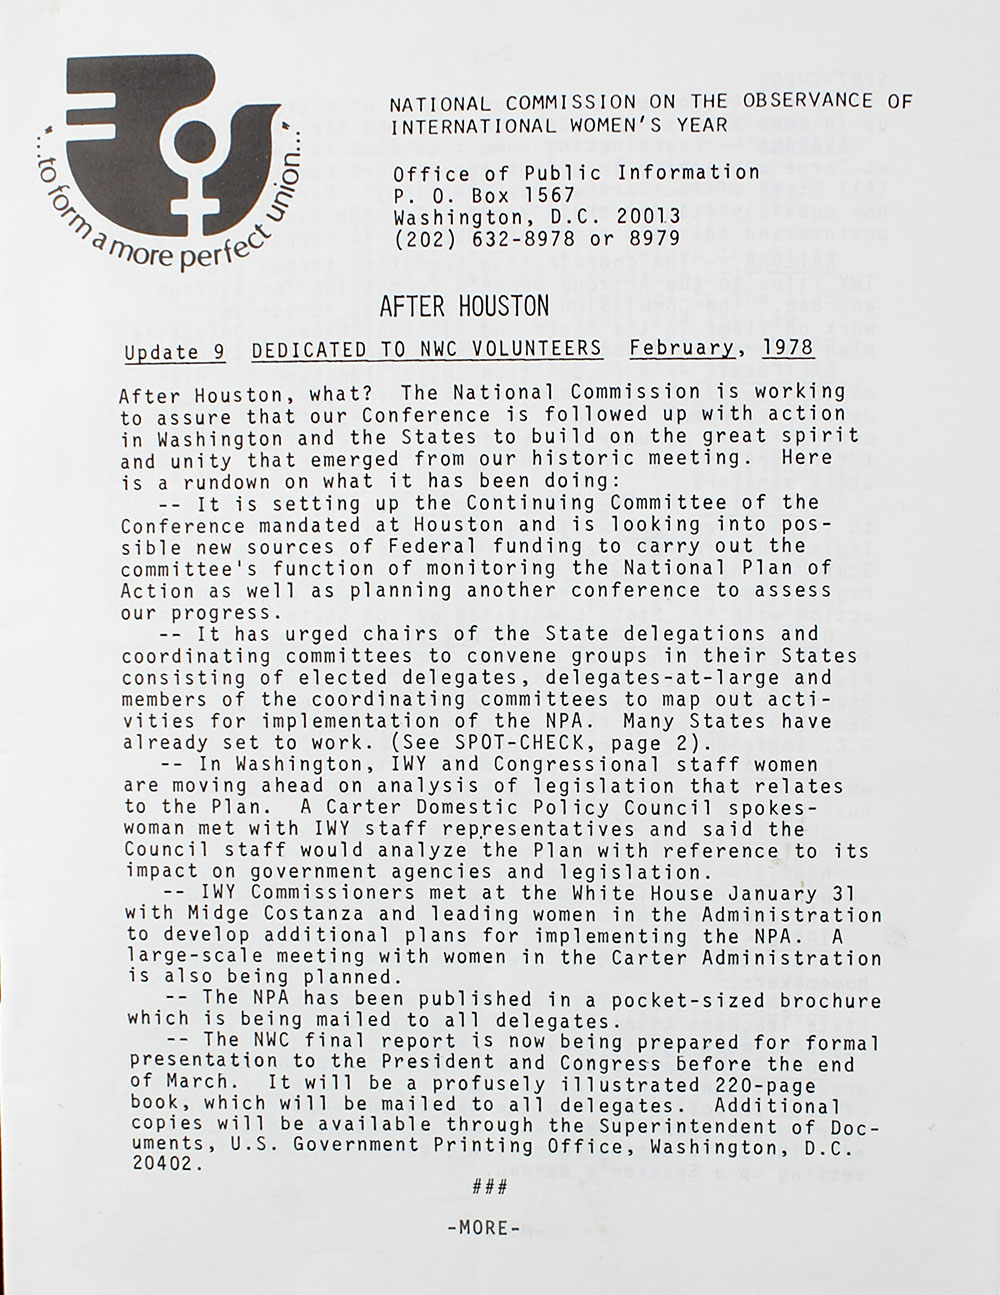 "...to form a more perfect union..."
NATIONAL COMMISSION ON THE OBSERVANCE OF
INTERNATIONAL WOMEN'S YEAR
Office of Public Information
P. O. Box 1567
Washington, D.C. 20013
(202) 632-8978 or 8979
AFTER HOUSTON
Update 9 DEDICATED TO NWC VOLUNTEERS February, 1978
After Houston, what? The National Commission is working
to assure that our Conference is followed up with action
in Washington and the States to build on the great spirit
and unity that emerged from our historic meeting. Here
is a rundown on what it has been doing:
-- It is setting up the Continuing Committee of the
Conference mandated at Houston and is looking into pos-
sible new sources of Federal funding to carry out the
committee's function of monitoring the National Plan of
Action as well as planning another conference to assess
our progress.
-- It has urged chairs of the State delegations and
coordinating committees to convene groups in their States
consisting of elected delegates, delegates-at-large and
members of the coordinating committees to map out acti-
vities for implementation of the NPA. Many States have
already set to work. (See SPOT-CHECK, page 2).
-- In Washington, IWY and Congressional staff women
are moving ahead on analysis of legislation that relates
to the Plan. A Carter Domestic Policy Council spokes-
woman met with IWY staff representatives and said the
Council staff would analyze the Plan with reference to its
impact on government agencies and legislation.
-- IWY Commissioners met at the White House January 31
with Midge Costanza and leading women in the Administration
to develop additional plans for implementing the NPA. A
large-scale meeting with women in the Carter Administration
is also being planned.
-- The NPA has been published in a pocket-sized brochure
which is being mailed to all delegates.
-- The NWC final report is now being prepared for formal
presentation to the President and Congress before the end
of March. It will be a profusely illustrated 220-page
book, which will be mailed to all delegates. Additional
copies will be available through the Superintendent of Doc-
uments, U.S. Government Printing Office, Washington, D.C.
20402.
###
-MORE-